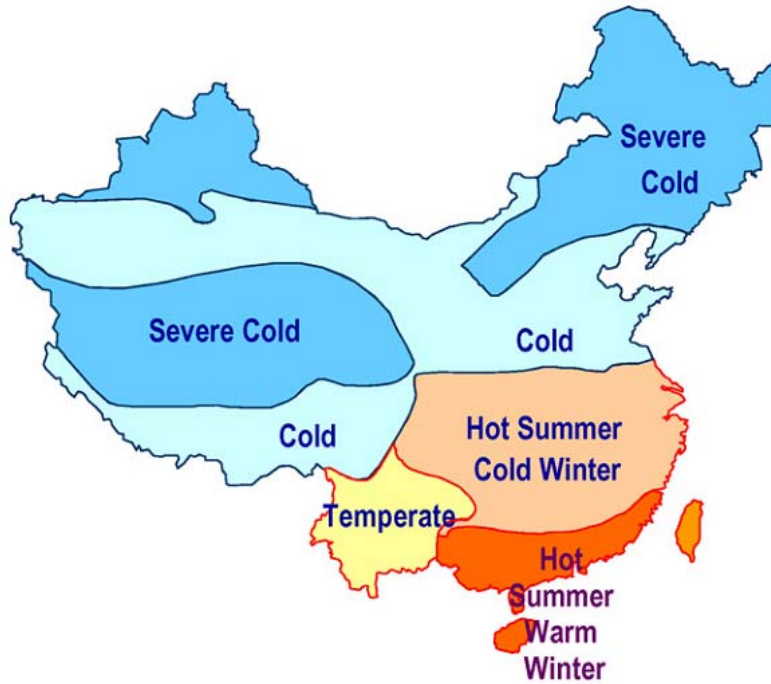 Severe
Cold
Severe Cold
Cold
Cold
Hot Summer
Cold Winter
Temperate
Hot
Summer
Warm
Winter